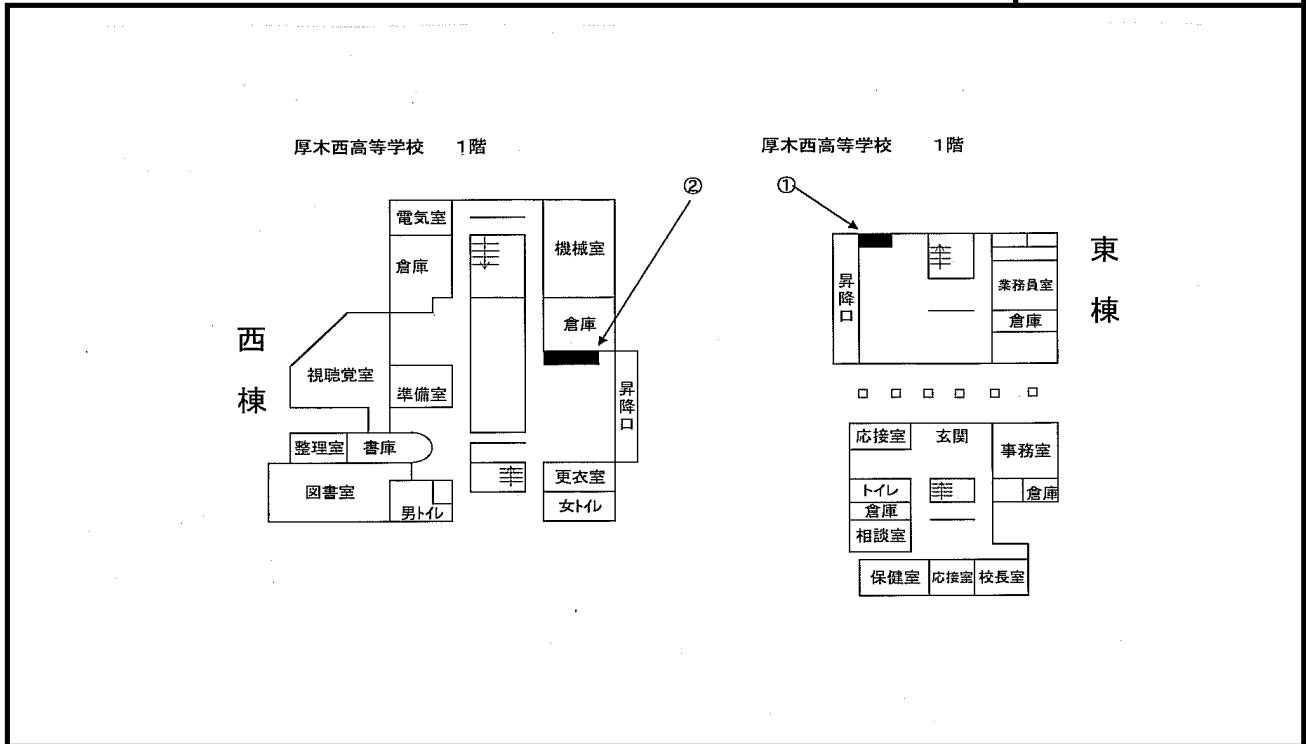 厚木西高等学校 1階
厚木西高等学校 1階
②
①
西棟
電気室
倉庫
機械室
倉庫
視聴覚室
準備室
昇降口
整理室
書庫
図書室
男トイレ
更衣室
女トイレ
東棟
昇降口
業務員室
倉庫
応接室
玄関
事務室
トイレ
倉庫
倉庫
相談室
保健室
応接室
校長室